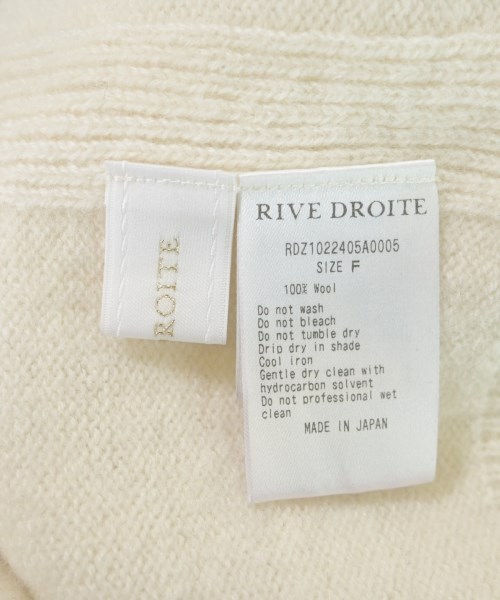 ROITE
RIVE DROITE
RDZ1022405A0005
SIZE F
100% Wool
Do not wash
Do not bleach
Do not tumble dry
Drip dry in shade
Cool iron
Gentle dry clean with
hydrocarbon solvent
Do not professional wet
clean
MADE IN JAPAN